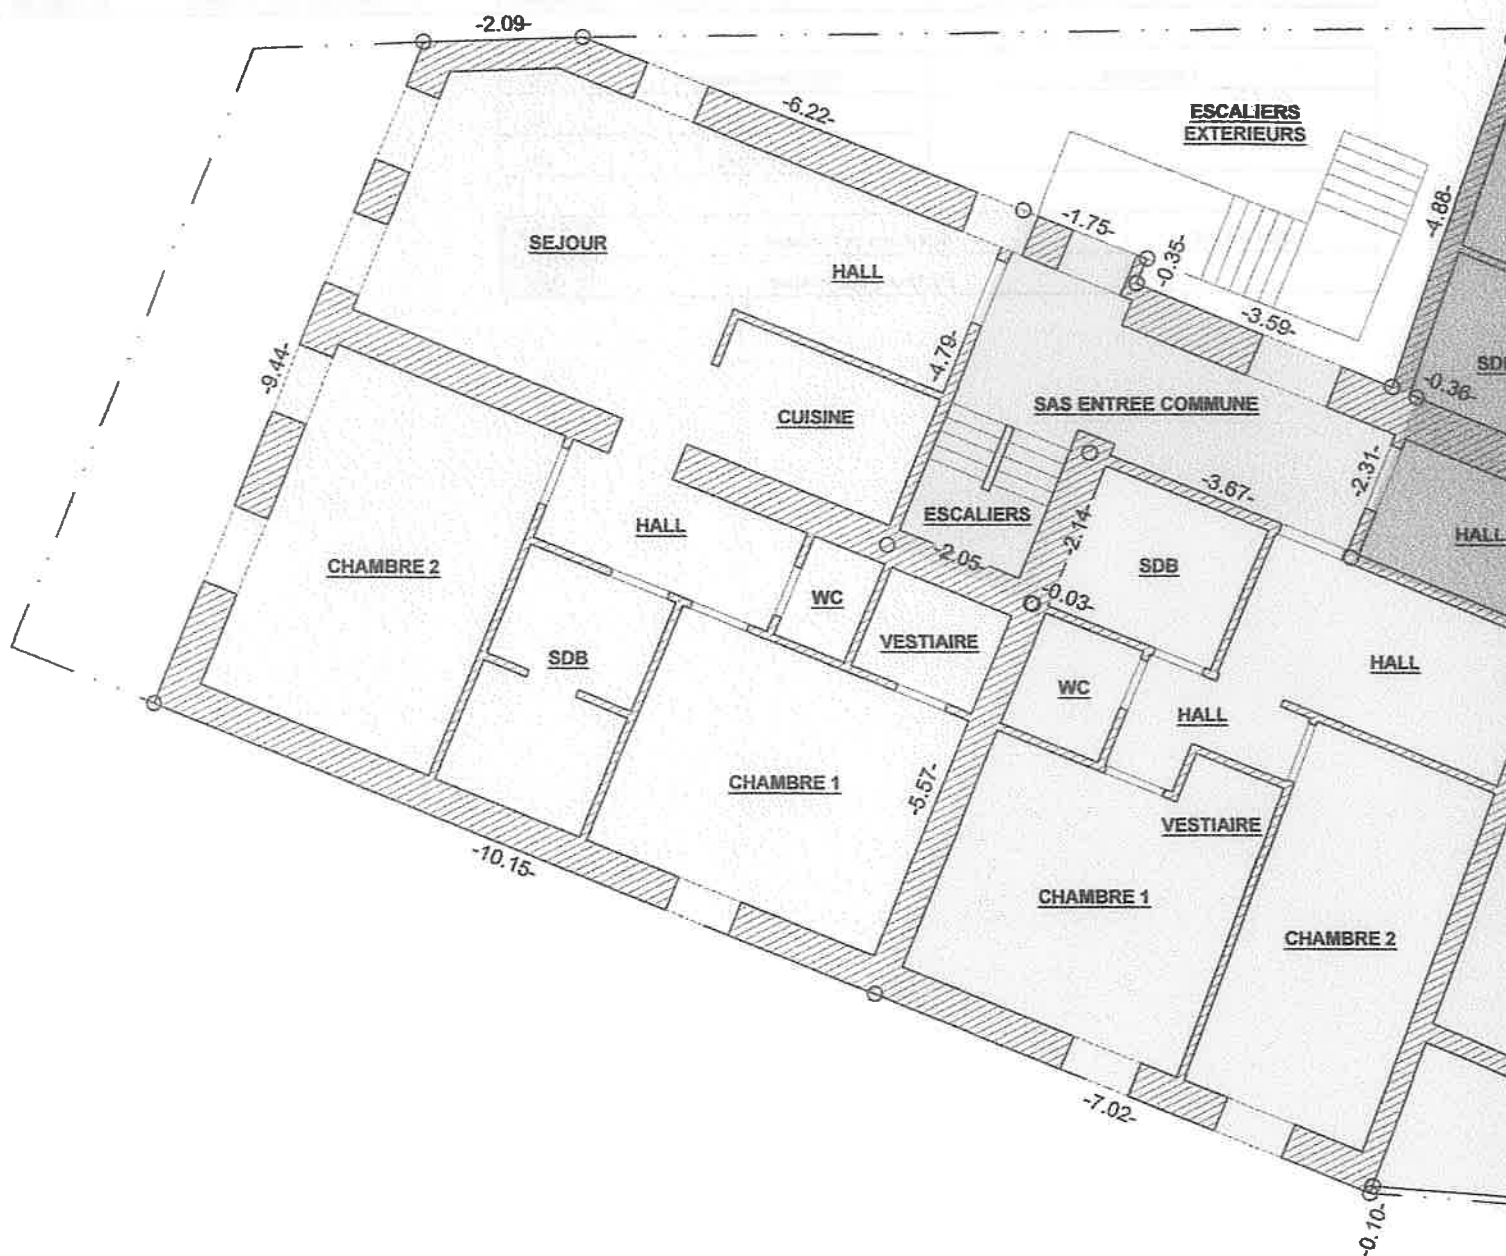 -2.09-
-6.22-
ESCALIERS
EXTERIEURS
-1.75-
-0.35-
-4.88-
SEJOUR
HALL
-3.59-
-4.79-
-9.44-
-0.36-
SAS ENTREE COMMUNE
CUISINE
-2.31-
-3.67-
ESCALIERS
HALL
HALL
-2.14-
-2.05-
SDB
CHAMBRE 2
WC
-0.03-
VESTIAIRE
SDB
HALL
WC
HALL
CHAMBRE 1
-5.57-
VESTIAIRE
-10.15-
CHAMBRE 1
CHAMBRE 2
-7.02-
-0.10-